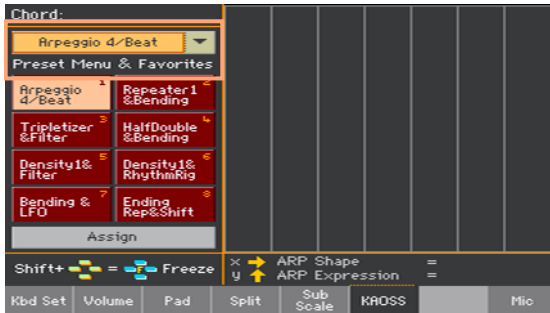 Chord:
Arpeggio 4/Beat
Preset Menu & Favorites
Arpeggio 1
4/Beat
Repeater1 2
&Bending
Tripletizer 3
&Filter
HalfDouble 4
&Bending
Density1& 5
Filter
Density1& 6
RhythmRig
Bending & 7
LFO
Ending 8
Rep&Shift
Assign
Shift+ = F Freeze
x ARP Shape =
y ARP Expression =
Kbd Set Volume Pad Split Sub Scale KAOSS Mic